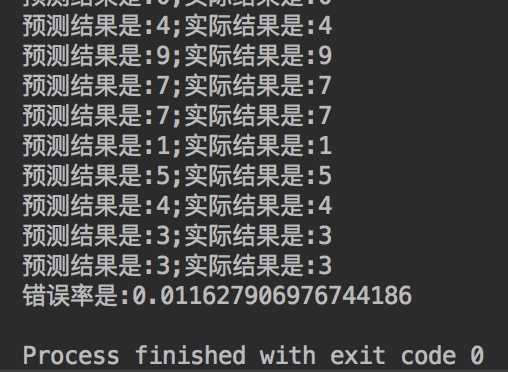 预测结果是:4;实际结果是:4
预测结果是:9;实际结果是:9
预测结果是:7;实际结果是:7
预测结果是:7;实际结果是:7
预测结果是:1;实际结果是:1
预测结果是:5;实际结果是:5
预测结果是:4;实际结果是:4
预测结果是:3;实际结果是:3
预测结果是:3;实际结果是:3
错误率是:0.011627906976744186
Process finished with exit code 0